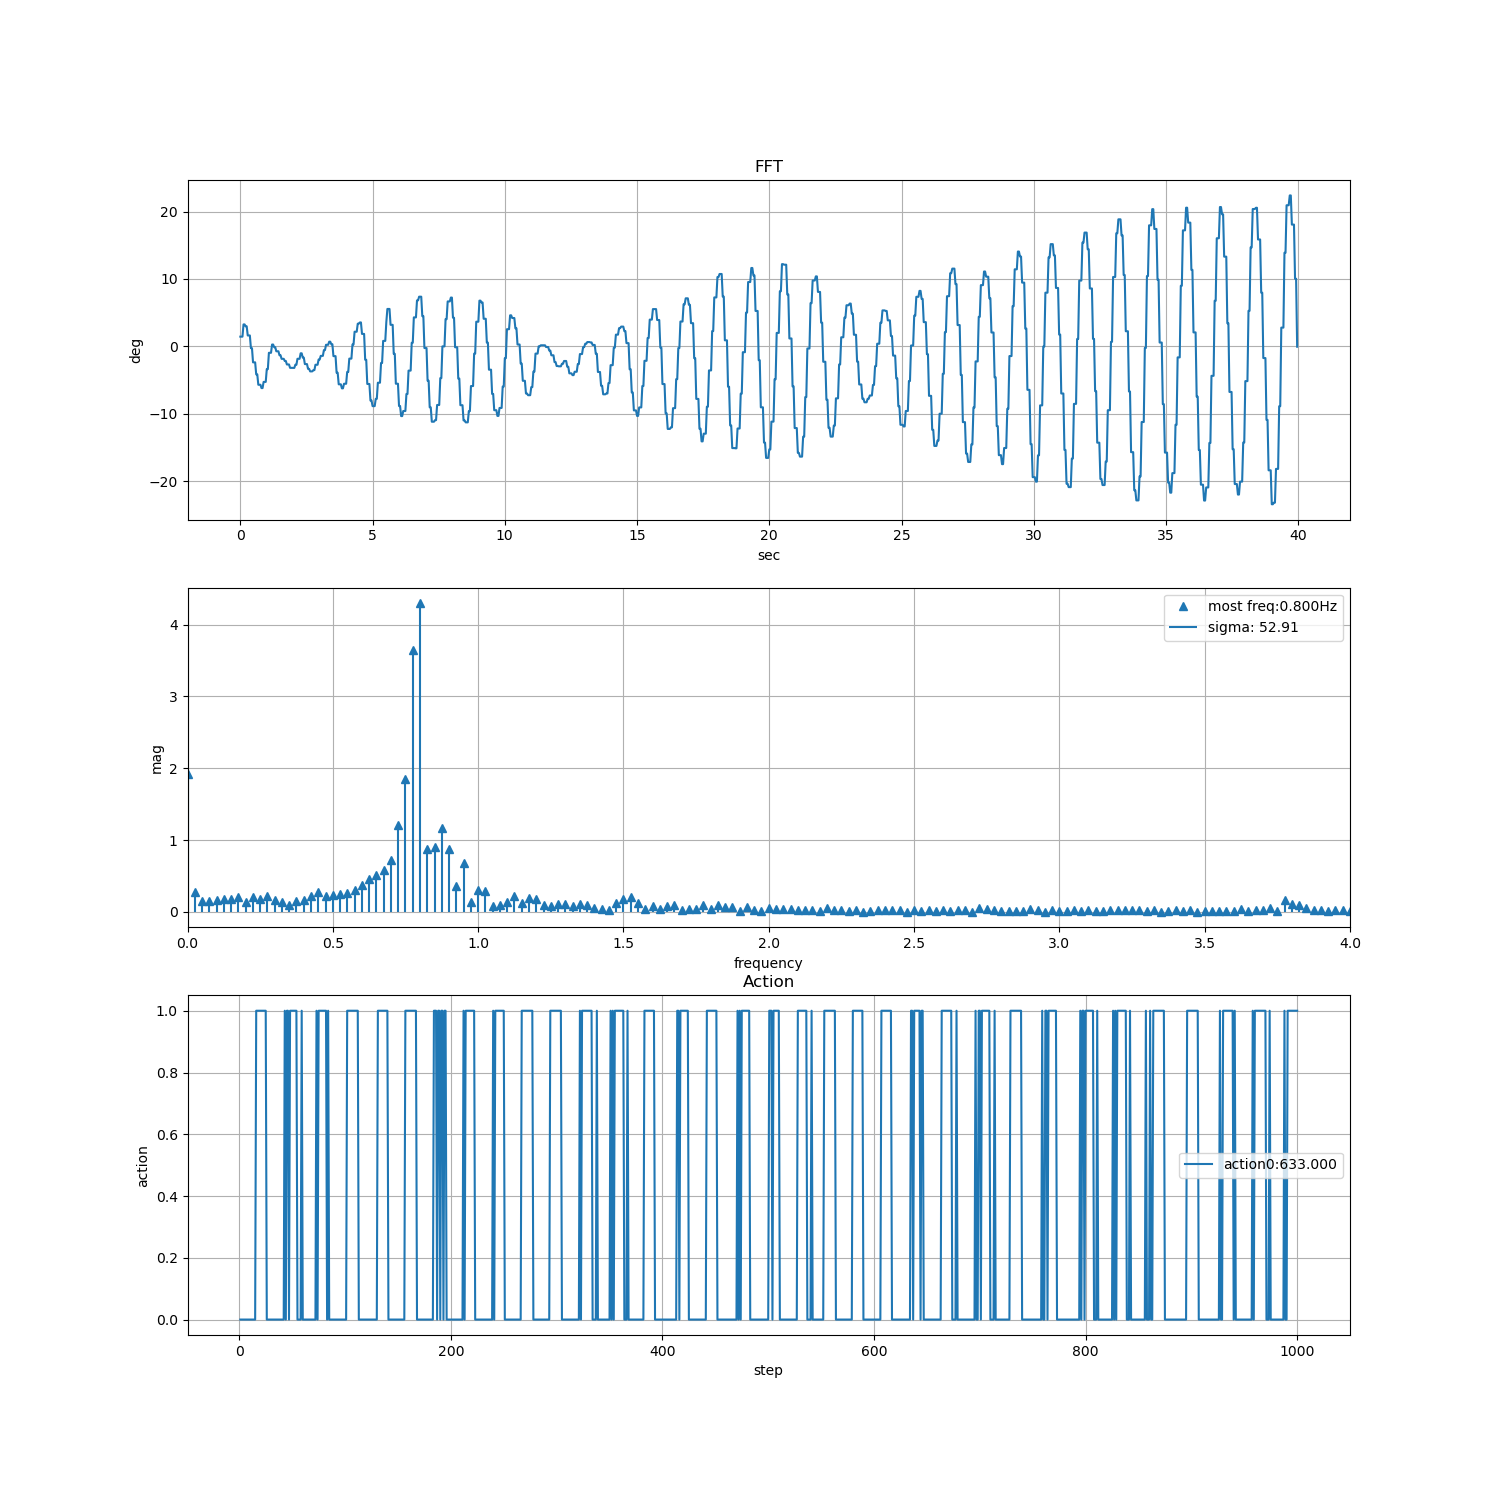 FFT
20
10
0
−10
−20
deg
0 5 10 15 20 25 30 35 40
sec
most freq:0.800Hz
sigma: 52.91
4
3
2
1
0
mag
0.0 0.5 1.0 1.5 2.0 2.5 3.0 3.5 4.0
frequency
Action
1.0
0.8
0.6
0.4
0.2
0.0
action
action0:633.000
0 200 400 600 800 1000
step